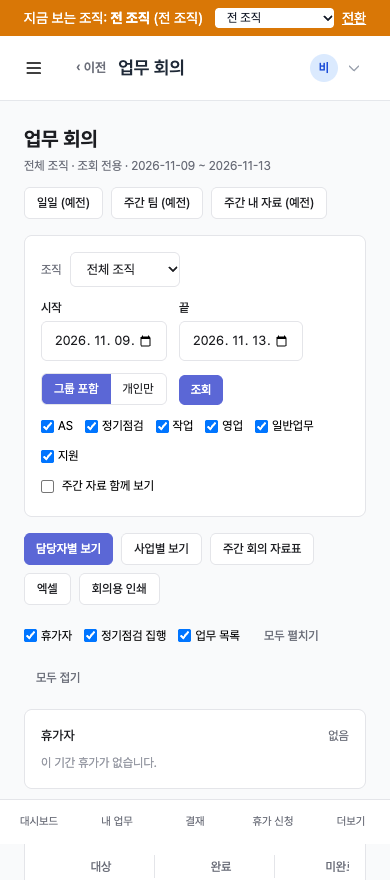 지금 보는 조직: 전 조직 (전 조직) 전 조직 전환
‹ 이전 업무 회의 비
업무 회의
전체 조직 · 조회 전용 · 2026-11-09 ~ 2026-11-13
일일 (예전) 주간 팀 (예전) 주간 내 자료 (예전)
조직 전체 조직
시작 끝
2026. 11. 09. 2026. 11. 13.
그룹 포함 개인만 조회
AS 정기점검 작업 영업 일반업무
지원
주간 자료 함께 보기
담당자별 보기 사업별 보기 주간 회의 자료표
엑셀 회의용 인쇄
휴가자 정기점검 집행 업무 목록 모두 펼치기
모두 접기
휴가자 없음
이 기간 휴가가 없습니다.
대시보드 내 업무 결재 휴가 신청 더보기
대상 완료 미완료